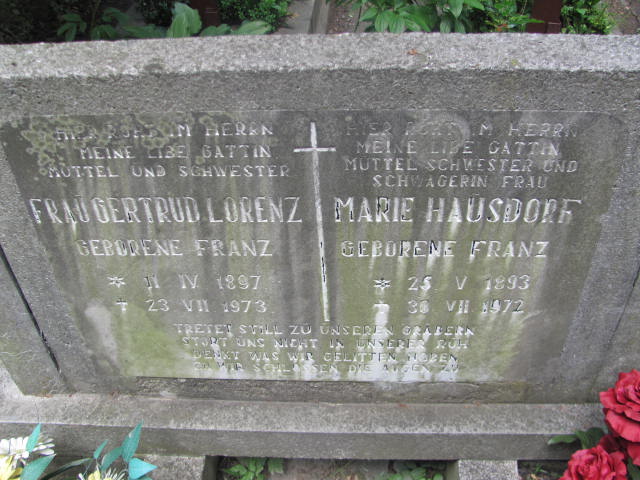 HIER RUHT IM HERRN
MEINE LIBE GATTIN
MUTTEL UND SCHWESTER
FRAU GERTRUD LORENZ
GEBORENE FRANZ
* 11 IV 1897
† 23 VII 1973
HIER RUHT IM HERRN
MEINE LIEBE GATTIN
MUTTEL SCHWESTER UND
SCHWAGERIN FRAU
MARIE HAUSDORF
GEBORENE FRANZ
* 25 V 1893
† 30 VII 1972
TRETET STILL ZU UNSEREN GRÄBERN
STÖRT UNS NICHT IN UNSERER RUH
DENKT WAS WIR GELITTEN HABEN
WIR SCHLOSSEN DIE AUGEN ZU